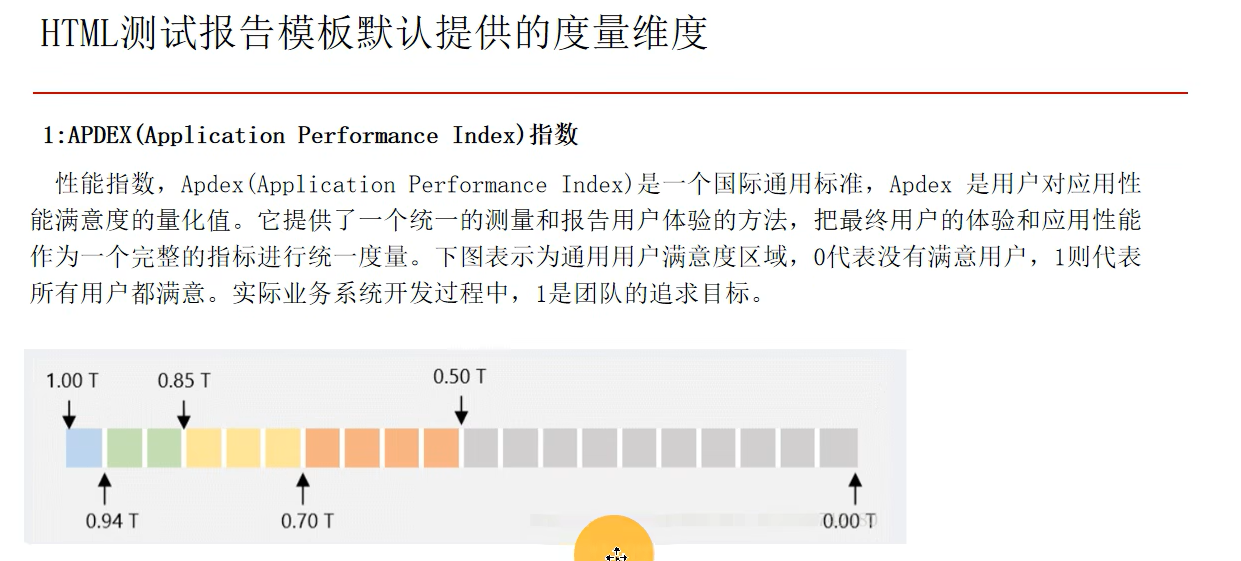 HTML测试报告模板默认提供的度量维度
1:APDEX(Application Performance Index)指数
性能指数，Apdex(Application Performance Index)是一个国际通用标准，Apdex 是用户对应用性
能满意度的量化值。它提供了一个统一的测量和报告用户体验的方法，把最终用户的体验和应用性能
作为一个完整的指标进行统一度量。下图表示为通用用户满意度区域，0代表没有满意用户，1则代表
所有用户都满意。实际业务系统开发过程中，1是团队的追求目标。
1.00 T 0.85 T 0.50 T
0.94 T 0.70 T 0.00 T